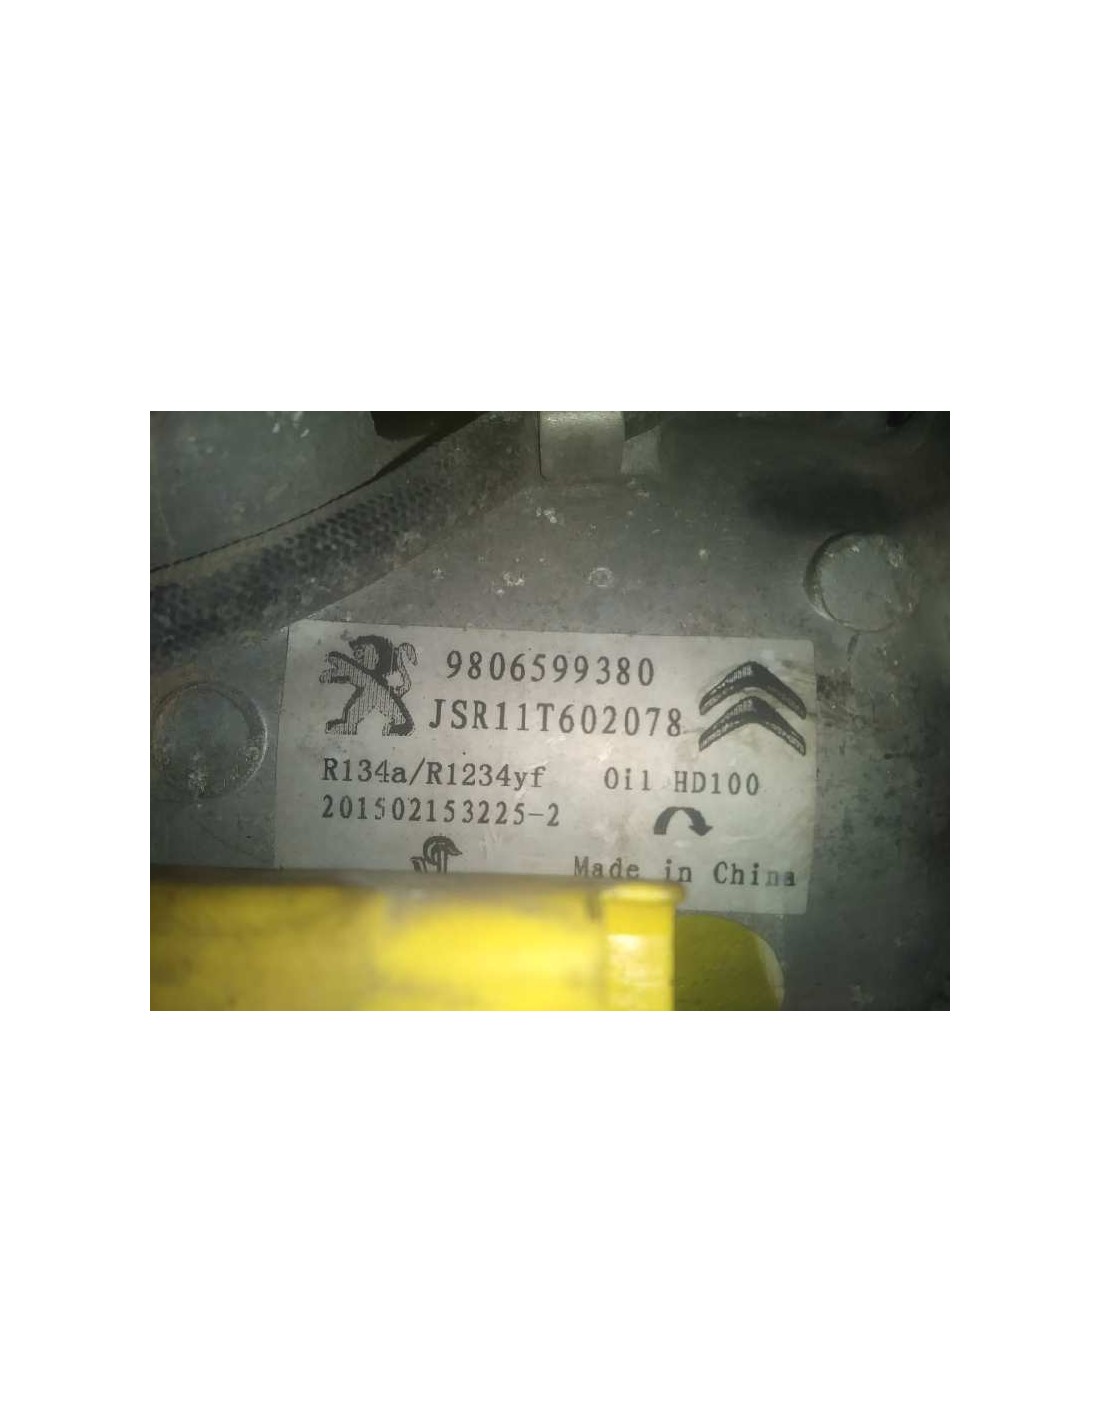 9806599380
JSR11T602078
R134a/R1234yf Oil HD100
201502153225-2
Made in China